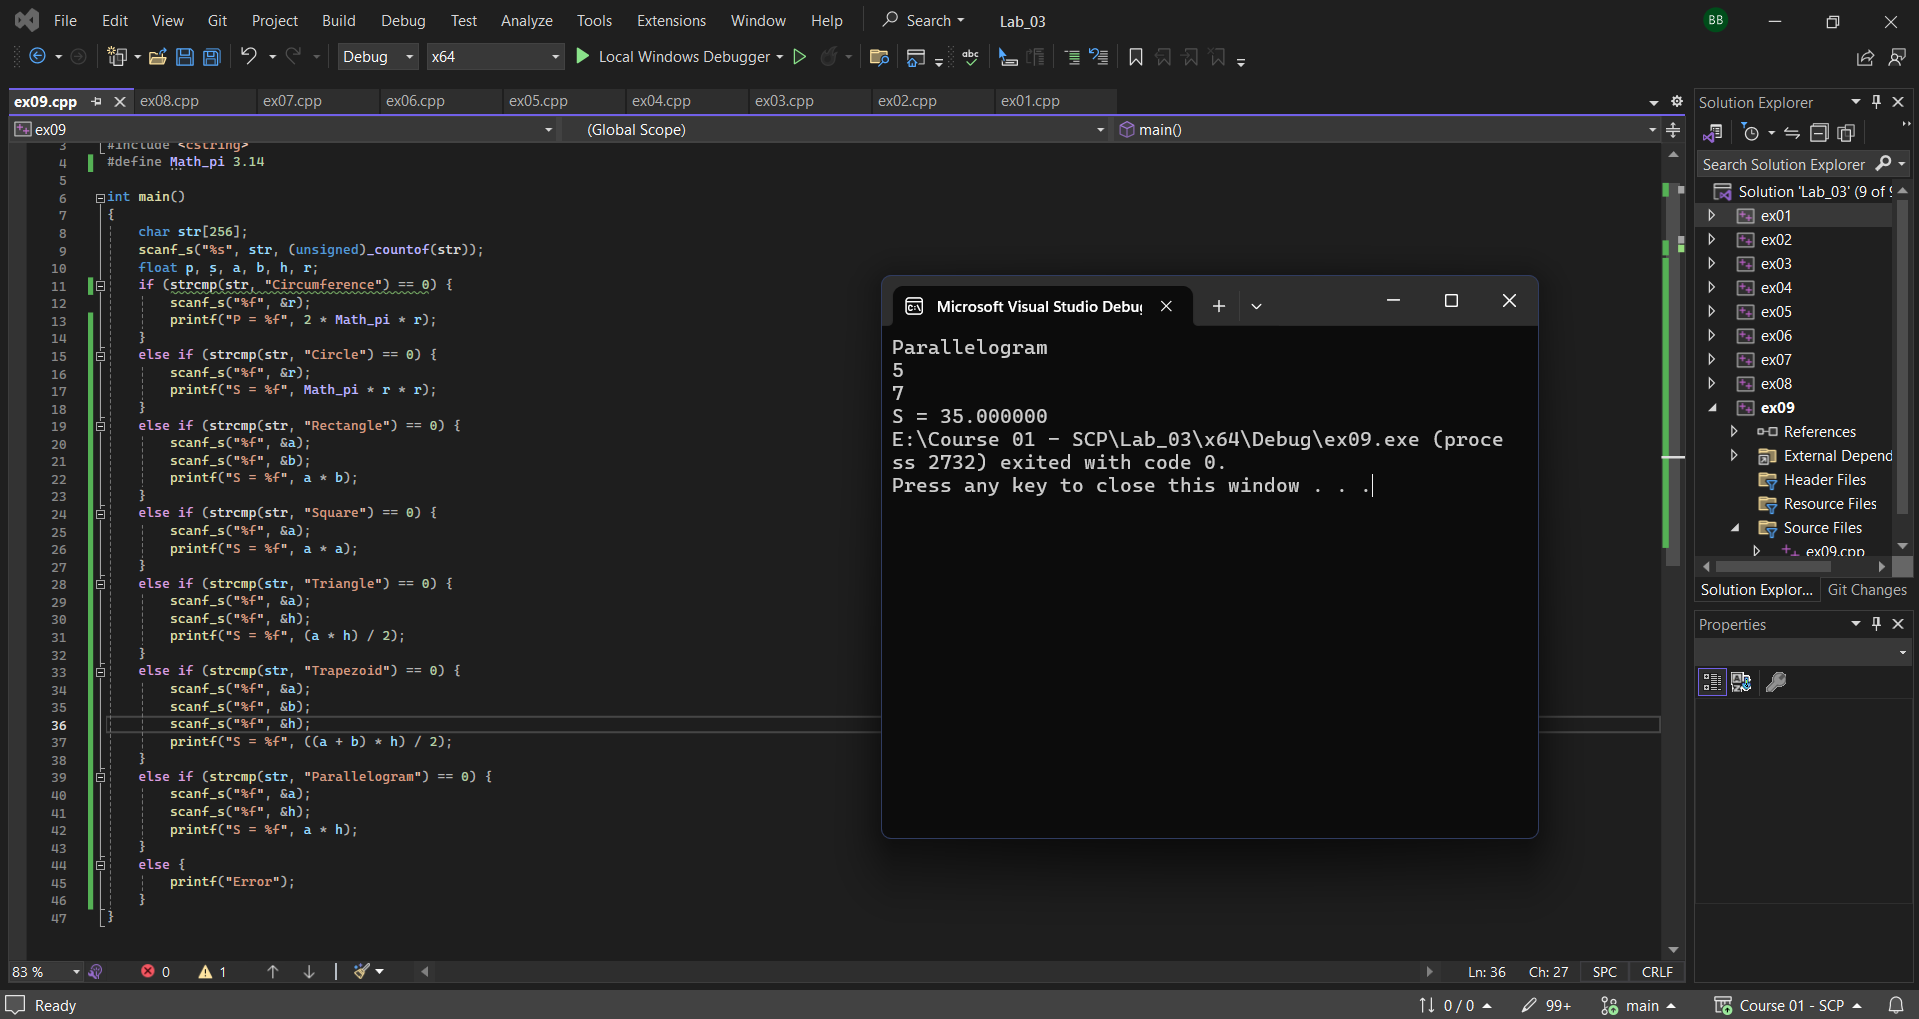 File Edit View Git Project Build Debug Test Analyze Tools Extensions Window Help Search Lab_03 BB
Debug x64 Local Windows Debugger abc
ex09.cpp ex08.cpp ex07.cpp ex06.cpp ex05.cpp ex04.cpp ex03.cpp ex02.cpp ex01.cpp
ex09 (Global Scope) main()
3 #include <cstring>
4 #define Math_pi 3.14
5
6 int main()
7 {
8 char str[256];
9 scanf_s("%s", str, (unsigned)_countof(str));
10 float p, s, a, b, h, r;
11 if (strcmp(str, "Circumference") == 0) {
12 scanf_s("%f", &r);
13 printf("P = %f", 2 * Math_pi * r);
14 }
15 else if (strcmp(str, "Circle") == 0) {
16 scanf_s("%f", &r);
17 printf("S = %f", Math_pi * r * r);
18 }
19 else if (strcmp(str, "Rectangle") == 0) {
20 scanf_s("%f", &a);
21 scanf_s("%f", &b);
22 printf("S = %f", a * b);
23 }
24 else if (strcmp(str, "Square") == 0) {
25 scanf_s("%f", &a);
26 printf("S = %f", a * a);
27 }
28 else if (strcmp(str, "Triangle") == 0) {
29 scanf_s("%f", &a);
30 scanf_s("%f", &h);
31 printf("S = %f", (a * h) / 2);
32 }
33 else if (strcmp(str, "Trapezoid") == 0) {
34 scanf_s("%f", &a);
35 scanf_s("%f", &b);
36 scanf_s("%f", &h);
37 printf("S = %f", ((a + b) * h) / 2);
38 }
39 else if (strcmp(str, "Parallelogram") == 0) {
40 scanf_s("%f", &a);
41 scanf_s("%f", &h);
42 printf("S = %f", a * h);
43 }
44 else {
45 printf("Error");
46 }
47 }
Microsoft Visual Studio Debug
Parallelogram
5
7
S = 35.000000
E:\Course 01 - SCP\Lab_03\x64\Debug\ex09.exe (proce
ss 2732) exited with code 0.
Press any key to close this window . . .
Solution Explorer
Search Solution Explorer
Solution 'Lab_03' (9 of
ex01
ex02
ex03
ex04
ex05
ex06
ex07
ex08
ex09
References
External Depend
Header Files
Resource Files
Source Files
ex09.cpp
Solution Explor... Git Changes
Properties
83 % 0 1 Ln: 36 Ch: 27 SPC CRLF
Ready 0 / 0 99+ main Course 01 - SCP